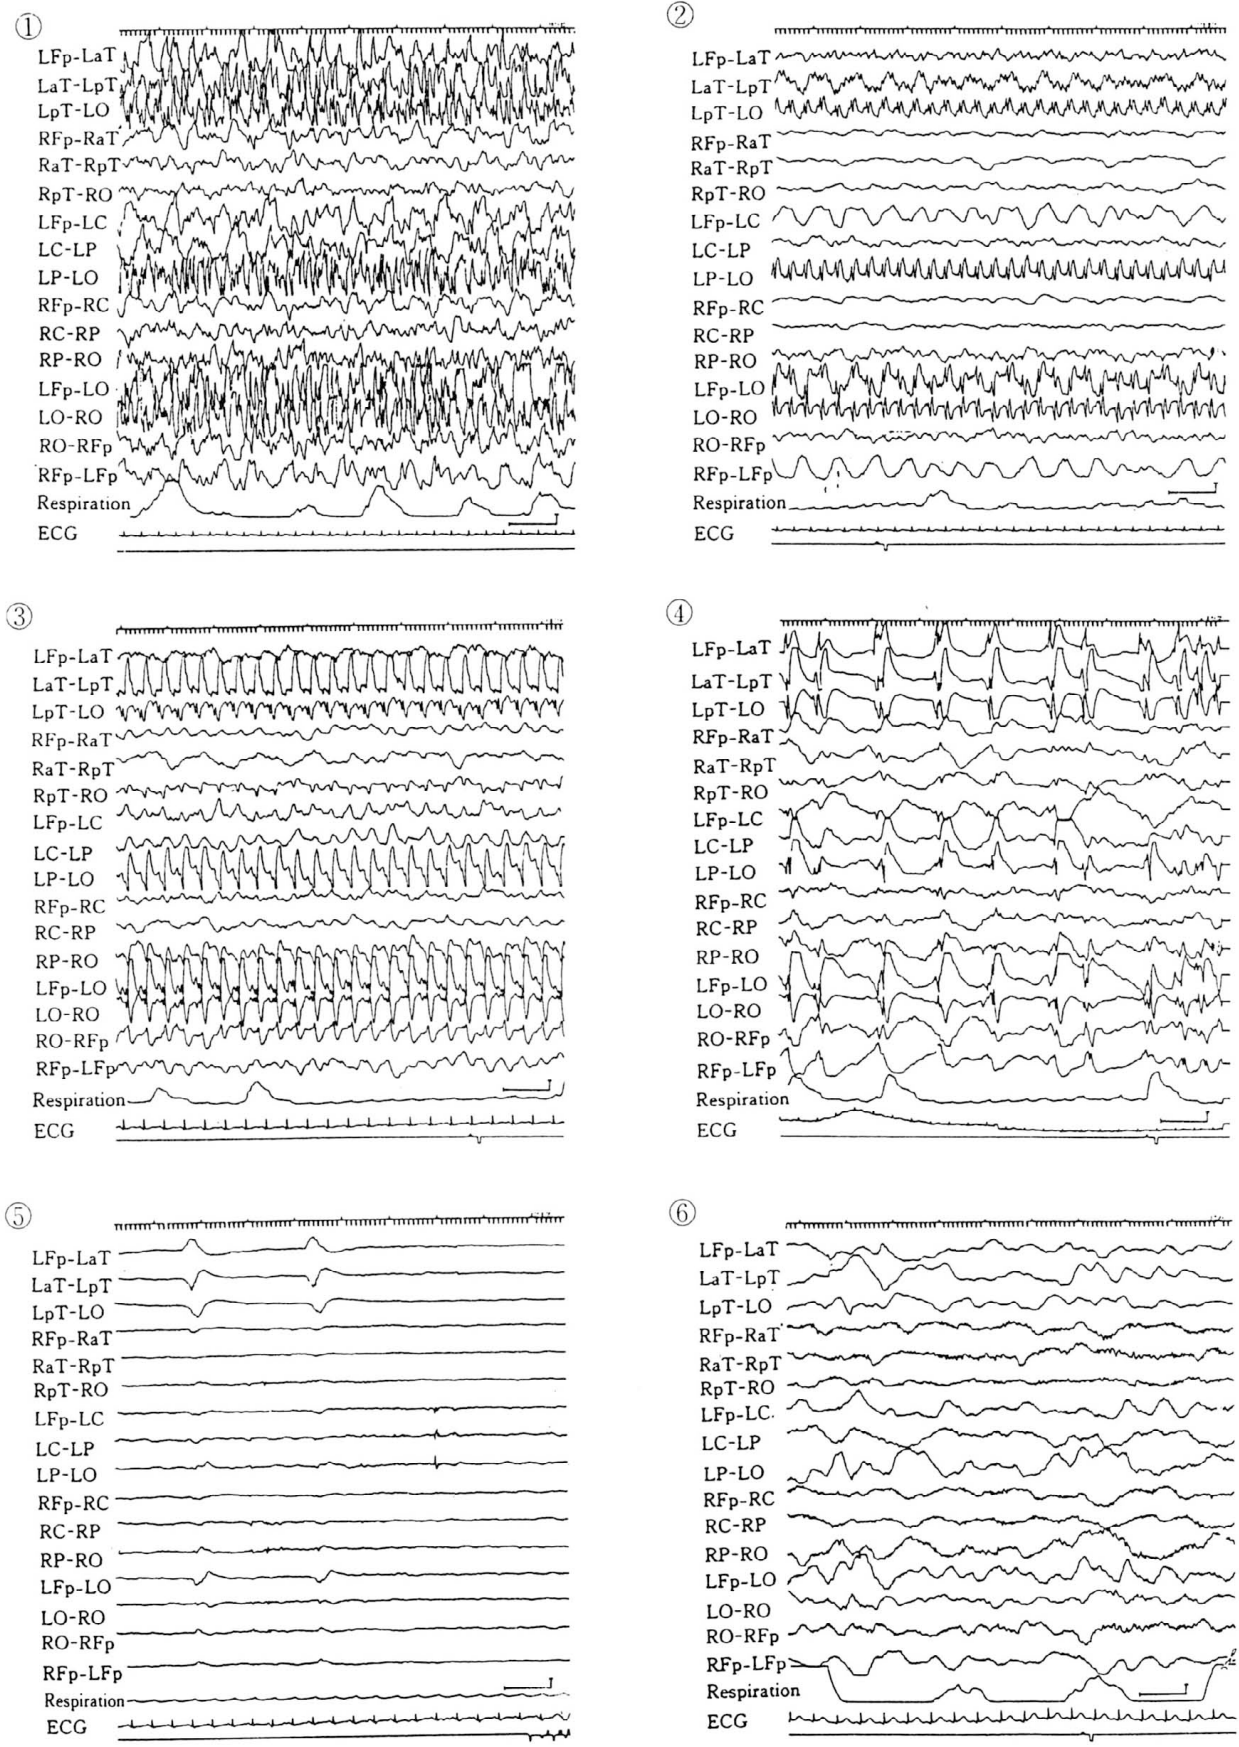 ①
LFp-LaT
LaT-LpT
LpT-LO
RFp-RaT
RaT-RpT
RpT-RO
LFp-LC
LC-LP
LP-LO
RFp-RC
RC-RP
RP-RO
LFp-LO
LO-RO
RO-RFp
RFp-LFp
Respiration
ECG
②
LFp-LaT
LaT-LpT
LpT-LO
RFp-RaT
RaT-RpT
RpT-RO
LFp-LC
LC-LP
LP-LO
RFp-RC
RC-RP
RP-RO
LFp-LO
LO-RO
RO-RFp
RFp-LFp
Respiration
ECG
③
LFp-LaT
LaT-LpT
LpT-LO
RFp-RaT
RaT-RpT
RpT-RO
LFp-LC
LC-LP
LP-LO
RFp-RC
RC-RP
RP-RO
LFp-LO
LO-RO
RO-RFp
RFp-LFp
Respiration
ECG
④
LFp-LaT
LaT-LpT
LpT-LO
RFp-RaT
RaT-RpT
RpT-RO
LFp-LC
LC-LP
LP-LO
RFp-RC
RC-RP
RP-RO
LFp-LO
LO-RO
RO-RFp
RFp-LFp
Respiration
ECG
⑤
LFp-LaT
LaT-LpT
LpT-LO
RFp-RaT
RaT-RpT
RpT-RO
LFp-LC
LC-LP
LP-LO
RFp-RC
RC-RP
RP-RO
LFp-LO
LO-RO
RO-RFp
RFp-LFp
Respiration
ECG
⑥
LFp-LaT
LaT-LpT
LpT-LO
RFp-RaT
RaT-RpT
RpT-RO
LFp-LC.
LC-LP
LP-LO
RFp-RC
RC-RP
RP-RO
LFp-LO
LO-RO
RO-RFp
RFp-LFp
Respiration
ECG